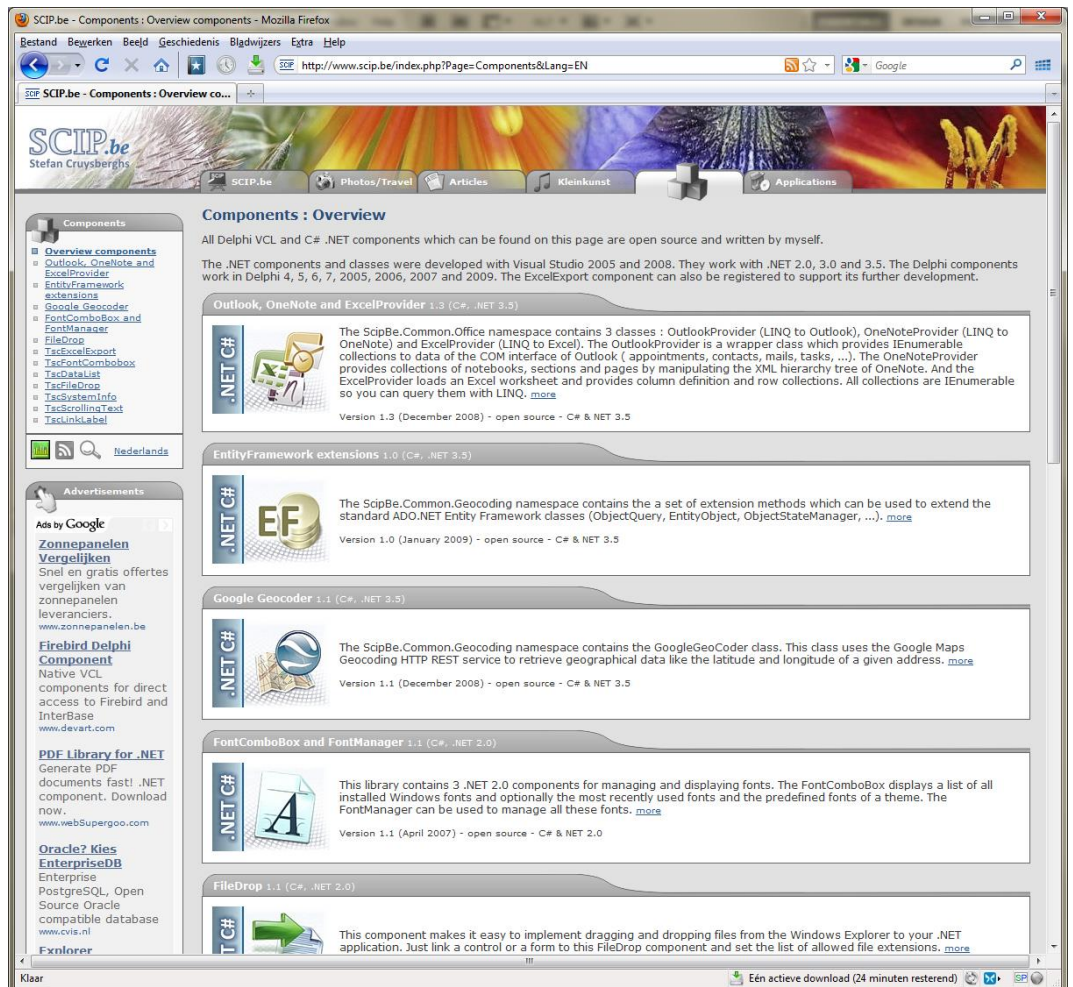 SCIP.be - Components : Overview components - Mozilla Firefox
Bestand Bewerken Beeld Geschiedenis Bladwijzers Extra Help
http://www.scip.be/index.php?Page=Components&Lang=EN
Google
SCIP.be - Components : Overview co...
SCIP.be
Stefan Cruysberghs
SCIP.be
Photos/Travel
Articles
Kleinkunst
Applications
Components
Overview components
Outlook, OneNote and
ExcelProvider
EntityFramework
extensions
Google Geocoder
FontComboBox and
FontManager
FileDrop
TscExcelExport
TscFontCombobox
TscDataList
TscFileDrop
TscSystemInfo
TscScrollingText
TscLinkLabel
Nederlands
Advertisements
Ads by Google
Zonnepanelen
Vergelijken
Snel en gratis offertes
vergelijken van
zonnepanelen
leveranciers.
www.zonnepanelen.be
Firebird Delphi
Component
Native VCL
components for direct
access to Firebird and
InterBase
www.devart.com
PDF Library for .NET
Generate PDF
documents fast! .NET
component. Download
now.
www.webSupergoo.com
Oracle? Kies
EnterpriseDB
Enterprise
PostgreSQL, Open
Source Oracle
compatible database
www.cvis.nl
Explorer
Components : Overview
All Delphi VCL and C# .NET components which can be found on this page are open source and written by myself.
The .NET components and classes were developed with Visual Studio 2005 and 2008. They work with .NET 2.0, 3.0 and 3.5. The Delphi components
work in Delphi 4, 5, 6, 7, 2005, 2006, 2007 and 2009. The ExcelExport component can also be registered to support its further development.
Outlook, OneNote and ExcelProvider 1.3 (C#, .NET 3.5)
.NET C#
The ScipBe.Common.Office namespace contains 3 classes : OutlookProvider (LINQ to Outlook), OneNoteProvider (LINQ to
OneNote) and ExcelProvider (LINQ to Excel). The OutlookProvider is a wrapper class which provides IEnumerable
collections to data of the COM interface of Outlook ( appointments, contacts, mails, tasks, ...). The OneNoteProvider
provides collections of notebooks, sections and pages by manipulating the XML hierarchy tree of OneNote. And the
ExcelProvider loads an Excel worksheet and provides column definition and row collections. All collections are IEnumerable
so you can query them with LINQ. more
Version 1.3 (December 2008) - open source - C# & NET 3.5
EntityFramework extensions 1.0 (C#, .NET 3.5)
.NET C#
EF
The ScipBe.Common.Geocoding namespace contains the a set of extension methods which can be used to extend the
standard ADO.NET Entity Framework classes (ObjectQuery, EntityObject, ObjectStateManager, ...). more
Version 1.0 (January 2009) - open source - C# & NET 3.5
Google Geocoder 1.1 (C#, .NET 3.5)
.NET C#
The ScipBe.Common.Geocoding namespace contains the GoogleGeoCoder class. This class uses the Google Maps
Geocoding HTTP REST service to retrieve geographical data like the latitude and longitude of a given address. more
Version 1.1 (December 2008) - open source - C# & NET 3.5
FontComboBox and FontManager 1.1 (C#, .NET 2.0)
.NET C#
A
This library contains 3 .NET 2.0 components for managing and displaying fonts. The FontComboBox displays a list of all
installed Windows fonts and optionally the most recently used fonts and the predefined fonts of a theme. The
FontManager can be used to manage all these fonts. more
Version 1.1 (April 2007) - open source - C# & NET 2.0
FileDrop 1.1 (C#, .NET 2.0)
This component makes it easy to implement dragging and dropping files from the Windows Explorer to your .NET
application. Just link a control or a form to this FileDrop component and set the list of allowed file extensions. more
Klaar
Eén actieve download (24 minuten resterend)